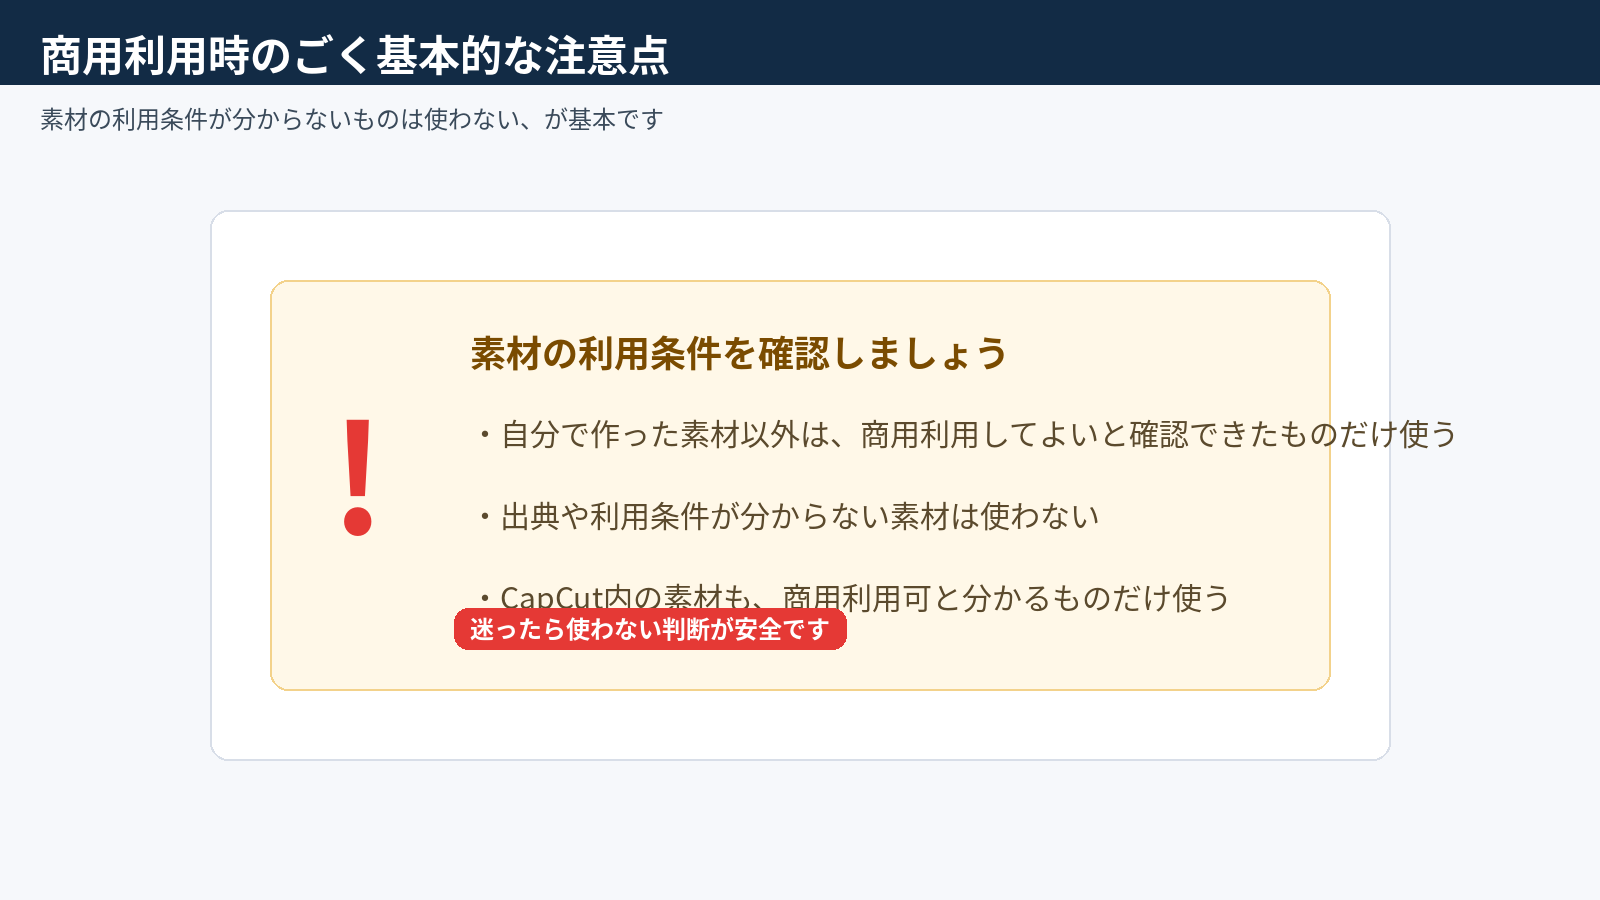 商用利用時のごく基本的な注意点
素材の利用条件が分からないものは使わない、が基本です
素材の利用条件を確認しましょう
!
・自分で作った素材以外は、商用利用してよいと確認できたものだけ使う
・出典や利用条件が分からない素材は使わない
・CapCut内の素材も、商用利用可と分かるものだけ使う
迷ったら使わない判断が安全です